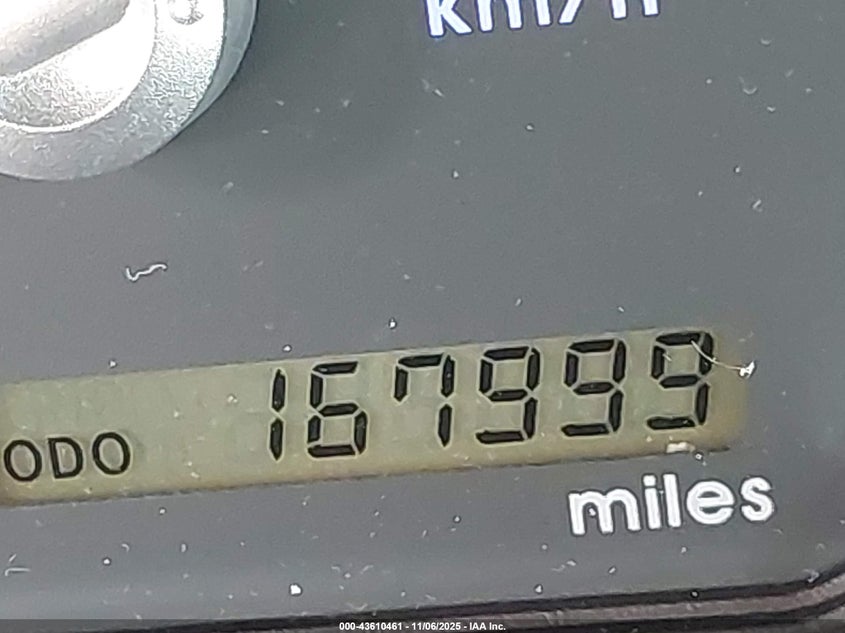 km/h
ODO 167999
miles
000-43610461 - 11/06/2025 - IAA Inc.